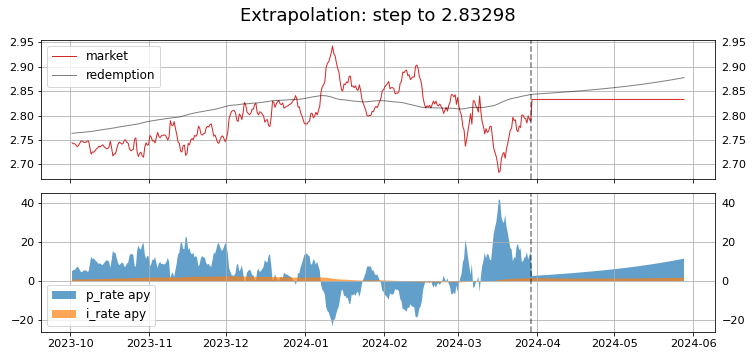 Extrapolation: step to 2.83298
2.95 2.95
2.90 2.90
2.85 2.85
2.80 2.80
2.75 2.75
2.70 2.70
market
redemption
40 40
20 20
0 0
−20 −20
p_rate apy
i_rate apy
2023-10 2023-11 2023-12 2024-01 2024-02 2024-03 2024-04 2024-05 2024-06